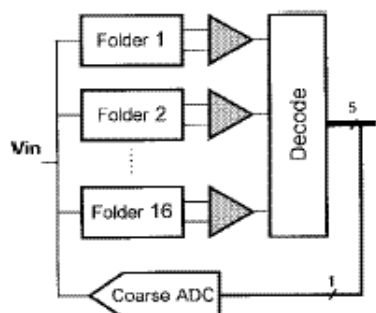 Folder 1
Folder 2
Vin
Decode
5
Folder 16
Coarse ADC
1